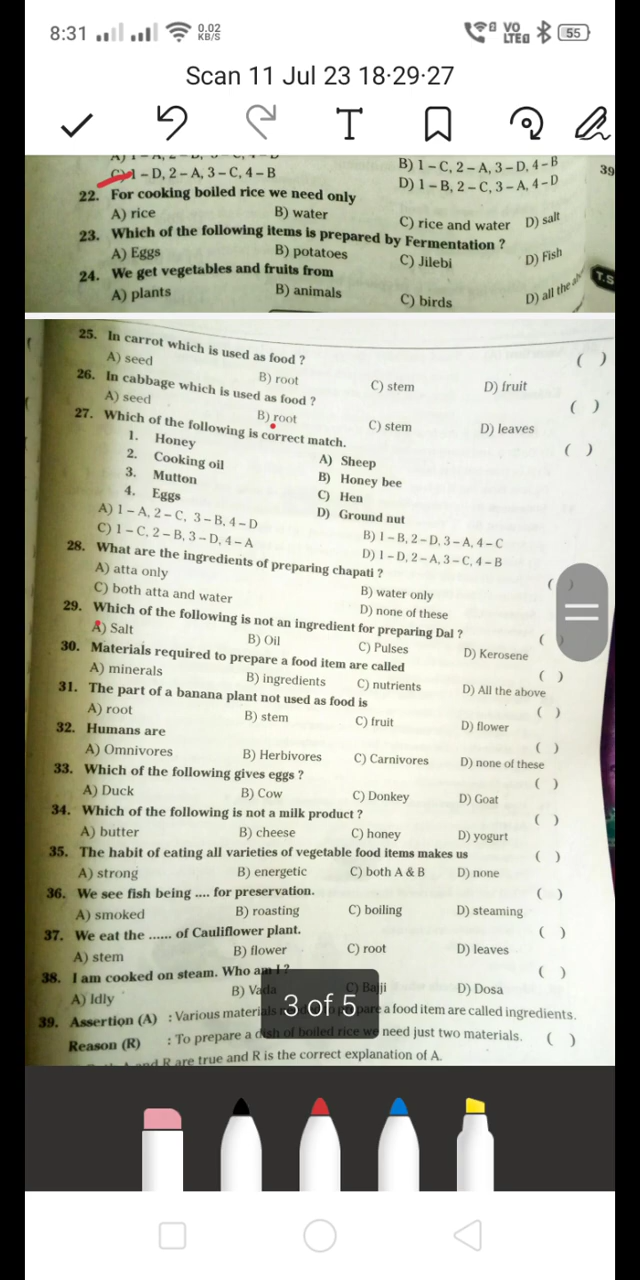 8:31
0.02
KB/S
VO
LTE
55
Scan 11 Jul 23 18·29·27
T
C) 1 – D, 2 – A, 3 – C, 4 – B
B) 1 – C, 2 – A, 3 – D, 4 – B
D) 1 – B, 2 – C, 3 – A, 4 – D
39
22. For cooking boiled rice we need only
A) rice B) water C) rice and water D) salt
23. Which of the following items is prepared by Fermentation ?
A) Eggs B) potatoes C) Jilebi D) Fish
T.S
24. We get vegetables and fruits from
A) plants B) animals C) birds D) all the
25. In carrot which is used as food ? ( )
A) seed B) root C) stem D) fruit
26. In cabbage which is used as food ? ( )
A) seed B) root C) stem D) leaves
27. Which of the following is correct match. ( )
1. Honey A) Sheep
2. Cooking oil B) Honey bee
3. Mutton C) Hen
4. Eggs D) Ground nut
A) 1 – A, 2 – C, 3 – B, 4 – D B) 1 – B, 2 – D, 3 – A, 4 – C
C) 1 – C, 2 – B, 3 – D, 4 – A D) 1 – D, 2 – A, 3 – C, 4 – B
28. What are the ingredients of preparing chapati ? ( )
A) atta only B) water only
C) both atta and water D) none of these
29. Which of the following is not an ingredient for preparing Dal ? ( )
A) Salt B) Oil C) Pulses D) Kerosene
30. Materials required to prepare a food item are called ( )
A) minerals B) ingredients C) nutrients D) All the above
31. The part of a banana plant not used as food is ( )
A) root B) stem C) fruit D) flower
32. Humans are ( )
A) Omnivores B) Herbivores C) Carnivores D) none of these
33. Which of the following gives eggs ? ( )
A) Duck B) Cow C) Donkey D) Goat
34. Which of the following is not a milk product ? ( )
A) butter B) cheese C) honey D) yogurt
35. The habit of eating all varieties of vegetable food items makes us ( )
A) strong B) energetic C) both A & B D) none
36. We see fish being .... for preservation. ( )
A) smoked B) roasting C) boiling D) steaming
37. We eat the ...... of Cauliflower plant. ( )
A) stem B) flower C) root D) leaves
38. I am cooked on steam. Who am I ? ( )
A) Idly B) Vada C) Bajji D) Dosa
3 of 5
39. Assertion (A) : Various materials a food item are called ingredients.
Reason (R) : To prepare a dish of boiled rice we need just two materials. ( )
and R are true and R is the correct explanation of A.